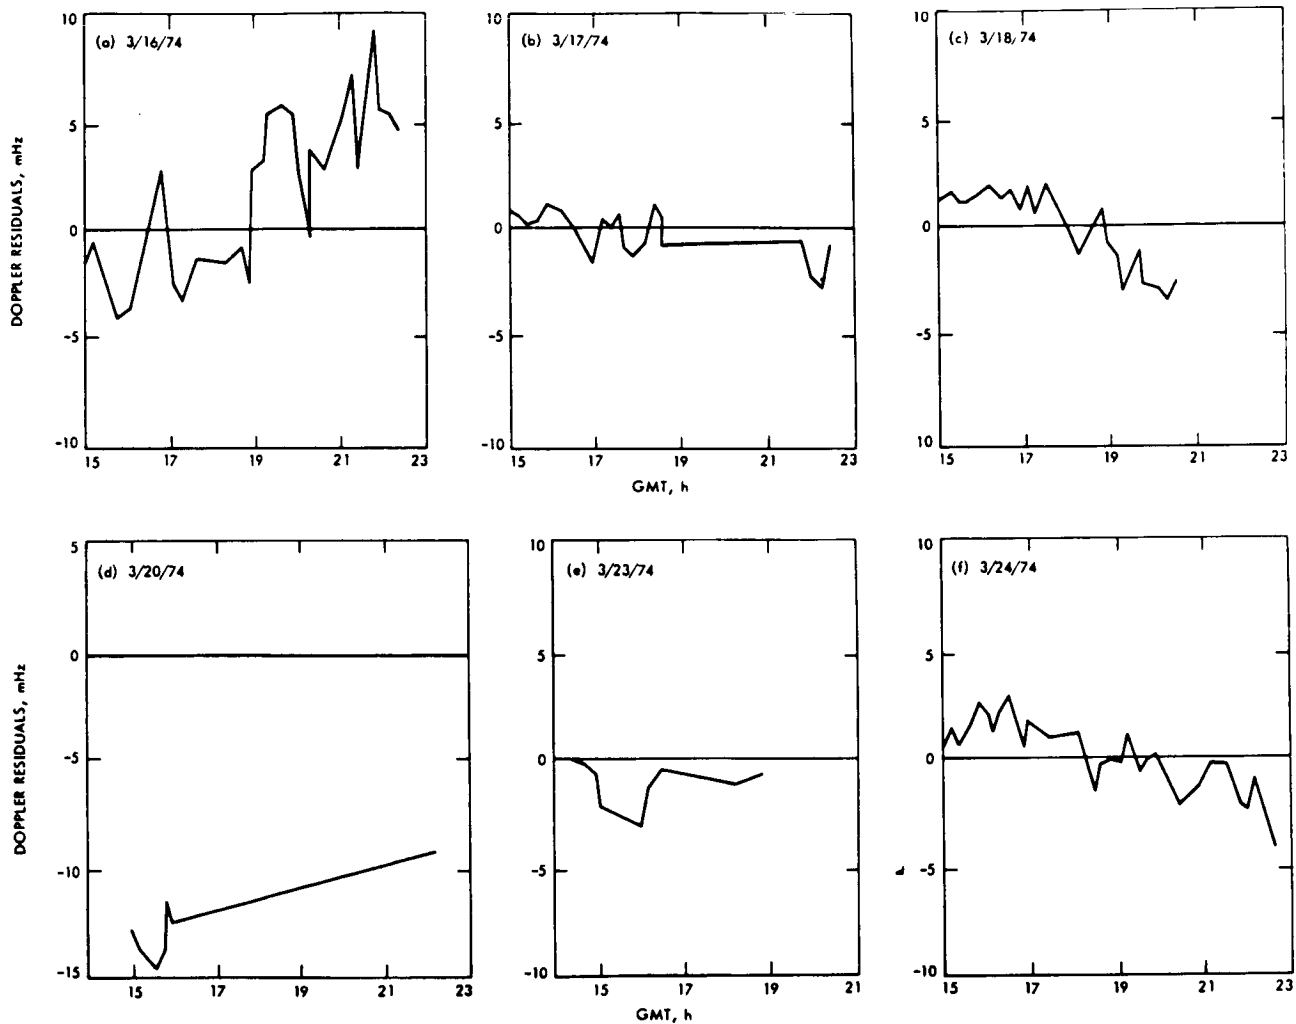 (a) 3/16/74
10
5
0
-5
-10
15 17 19 21 23
DOPPLER RESIDUALS, mHz
(b) 3/17/74
10
5
0
-5
-10
15 17 19 21 23
GMT, h
(c) 3/18/74
10
5
0
-5
10
15 17 19 21 23
(d) 3/20/74
5
0
-5
-10
-15
15 17 19 21 23
DOPPLER RESIDUALS, mHz
(e) 3/23/74
10
5
0
-5
-10
15 17 19 21
GMT, h
(f) 3/24/74
10
5
0
-5
-10
15 17 19 21 23